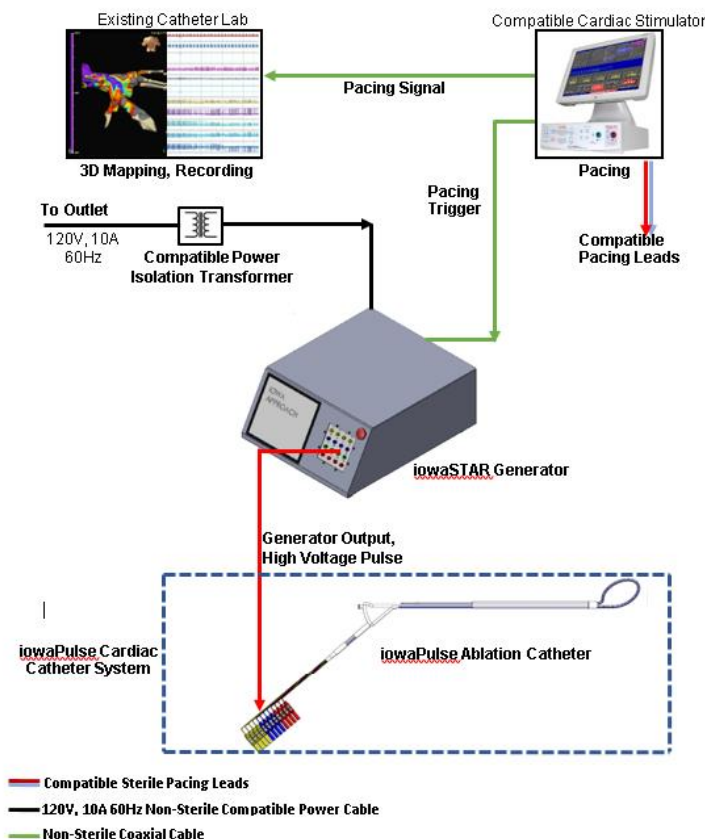 Existing Catheter Lab
Compatible Cardiac Stimulator
Pacing Signal
3D Mapping, Recording
Pacing
Pacing
Trigger
To Outlet
120V, 10A
60Hz
Compatible Power
Isolation Transformer
Compatible
Pacing Leads
IOWA
APPROACH
iowaSTAR Generator
Generator Output,
High Voltage Pulse
iowaPulse Cardiac
Catheter System
iowaPulse Ablation Catheter
Compatible Sterile Pacing Leads
120V, 10A 60Hz Non-Sterile Compatible Power Cable
Non-Sterile Coaxial Cable